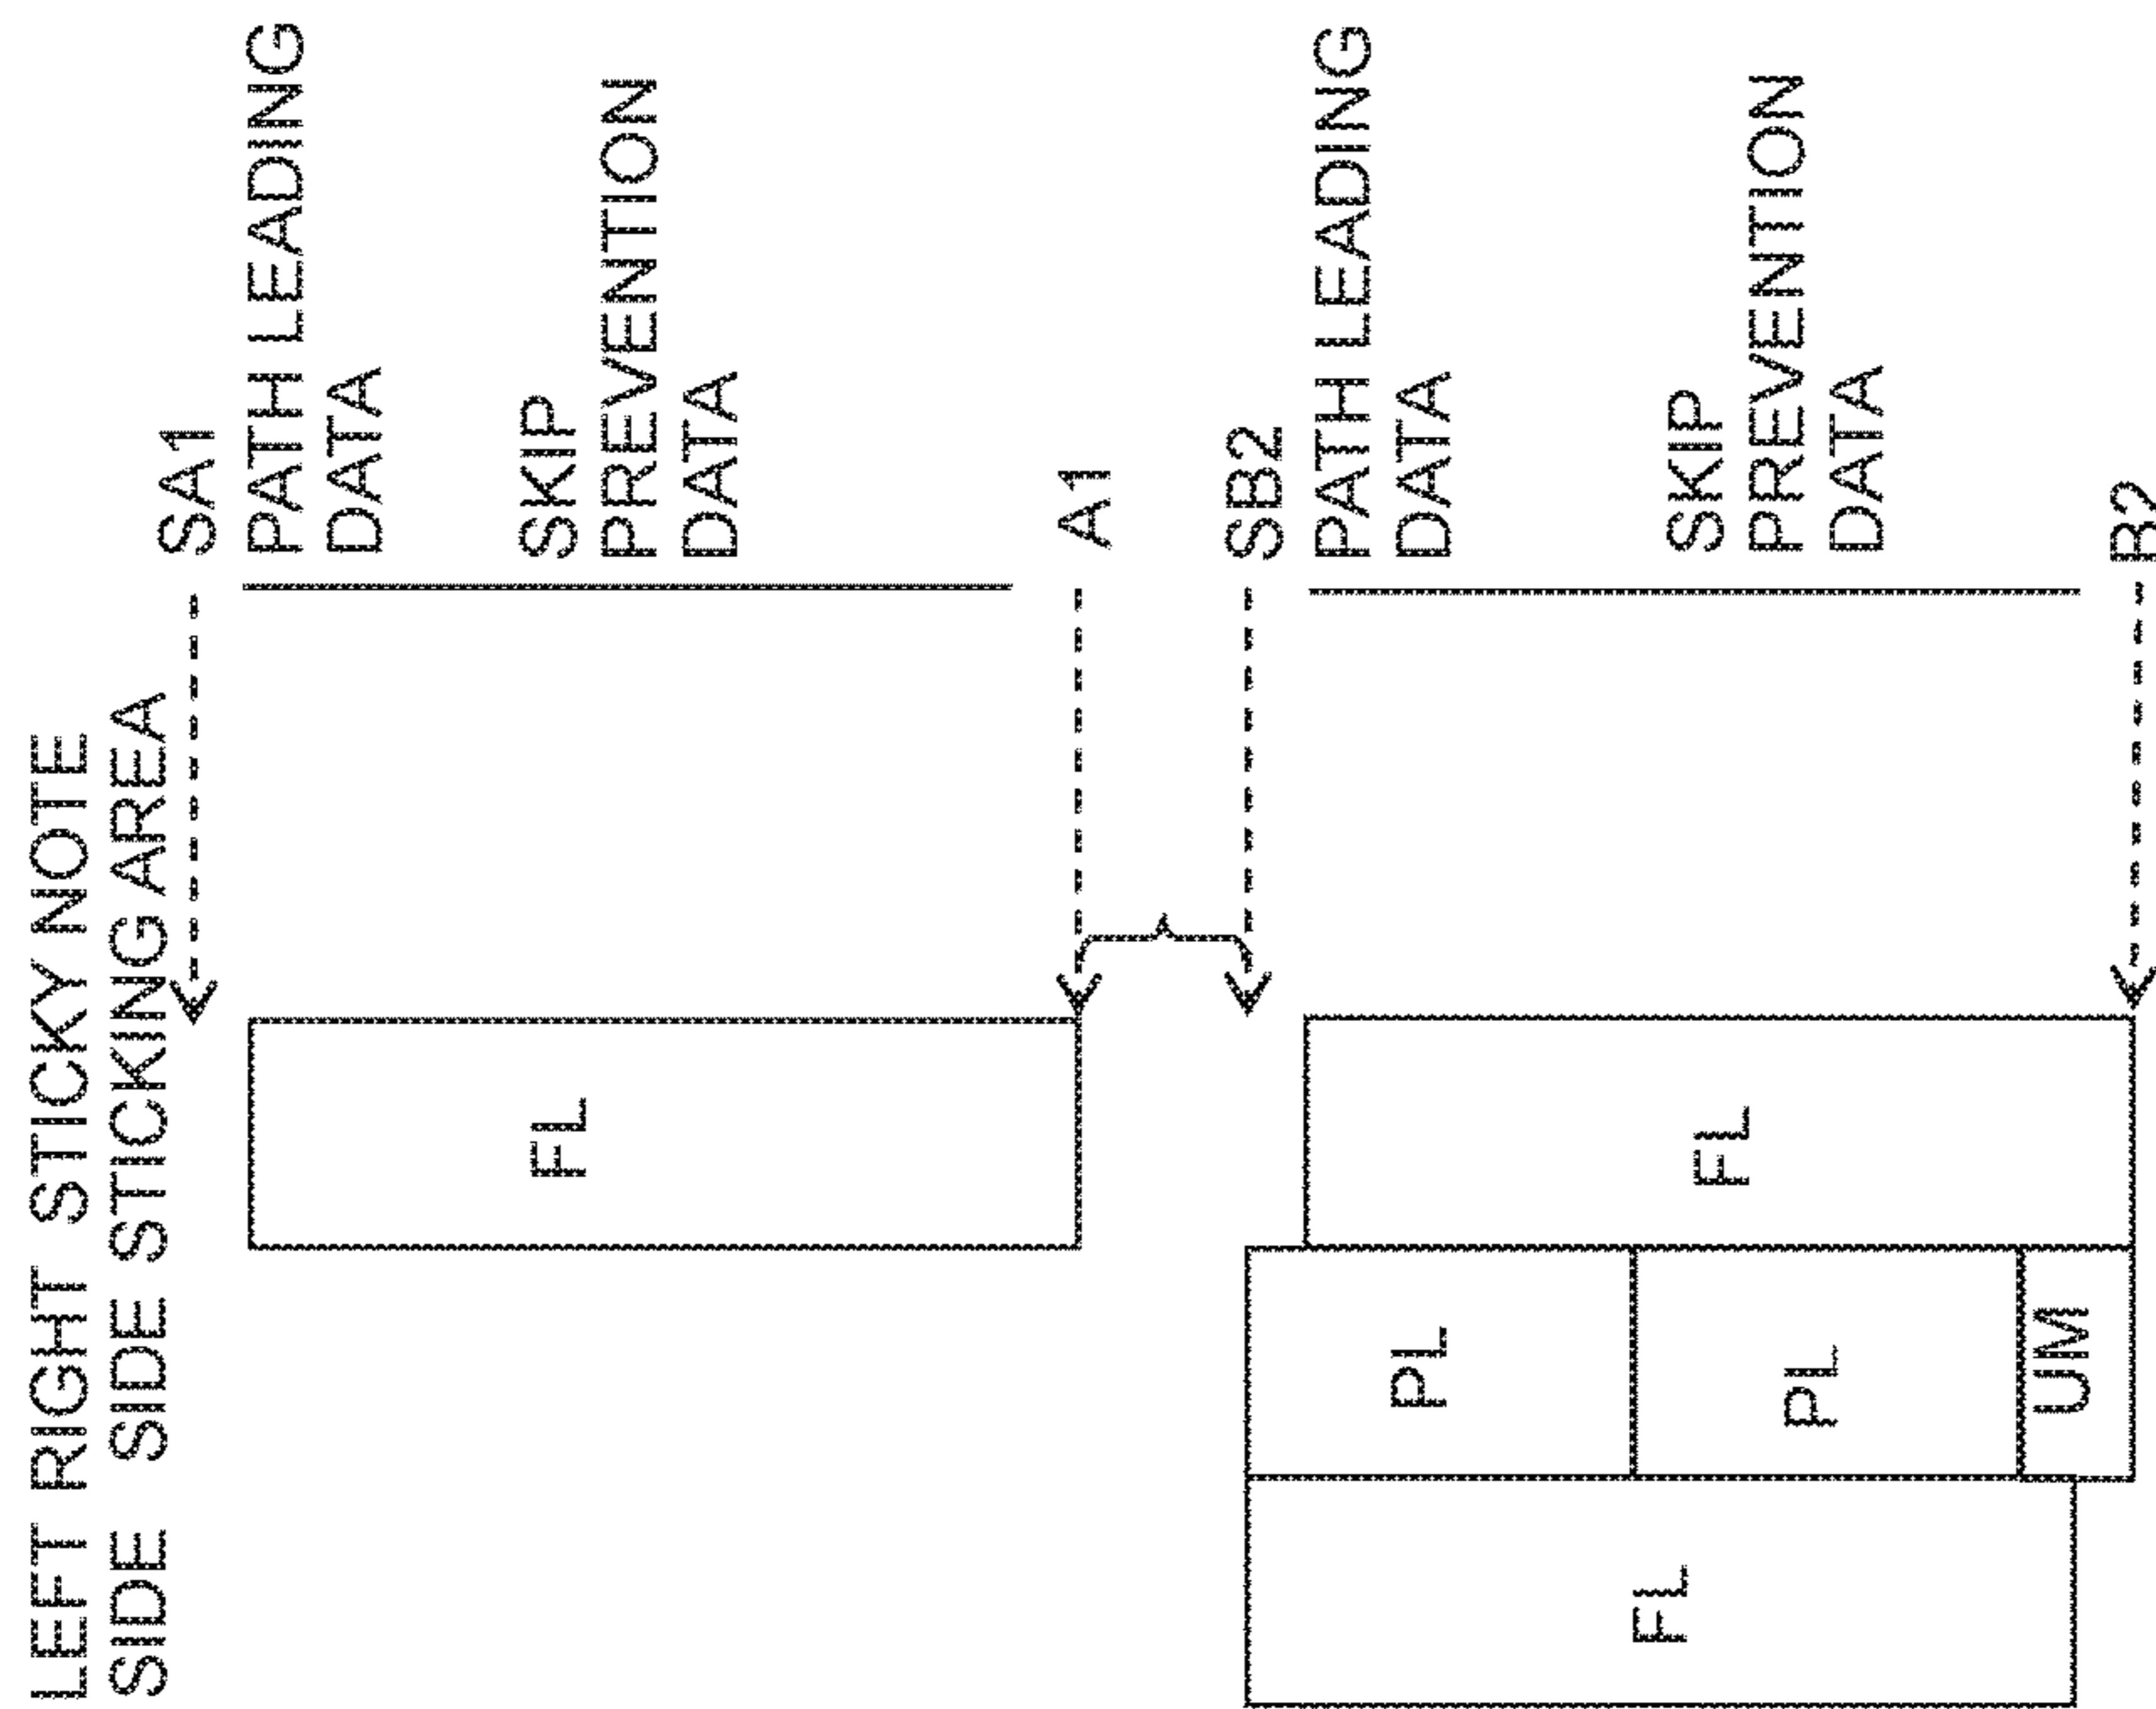 LEFT RIGHT STICKY NOTE
SIDE SIDE STICKING AREA
SA1
PATH LEADING
DATA
FL
SKIP
PREVENTION
DATA
A1
SB2
PATH LEADING
DATA
PL
FL
FL
SKIP
PREVENTION
DATA
PL
UM
B2